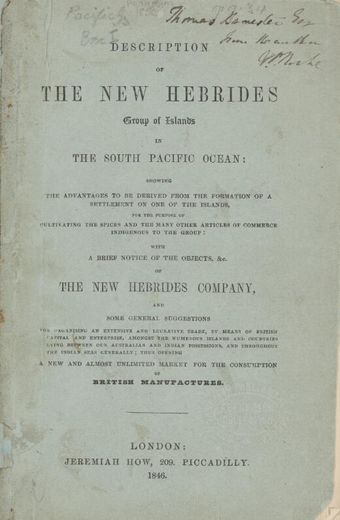 Pacific
DESCRIPTION
OF
THE NEW HEBRIDES
Group of Islands
IN
THE SOUTH PACIFIC OCEAN:
SHOWING
THE ADVANTAGES TO BE DERIVED FROM THE FORMATION OF A
SETTLEMENT ON ONE OF THE ISLANDS,
FOR THE PURPOSE OF
CULTIVATING THE SPICES AND THE MANY OTHER ARTICLES OF COMMERCE
INDIGENOUS TO THE GROUP:
WITH
A BRIEF NOTICE OF THE OBJECTS, &c.
OF
THE NEW HEBRIDES COMPANY,
AND
SOME GENERAL SUGGESTIONS
FOR ORGANISING AN EXTENSIVE AND LUCRATIVE TRADE, BY MEANS OF BRITISH
CAPITAL AND ENTERPRISE, AMONGST THE NUMEROUS ISLANDS AND COUNTRIES
LYING BETWEEN OUR AUSTRALIAN AND INDIAN POSSESSIONS, AND THROUGHOUT
THE INDIAN SEAS GENERALLY; THUS OPENING
A NEW AND ALMOST UNLIMITED MARKET FOR THE CONSUMPTION
OF
BRITISH MANUFACTURES.
LONDON:
JEREMIAH HOW, 209, PICCADILLY.
1846.